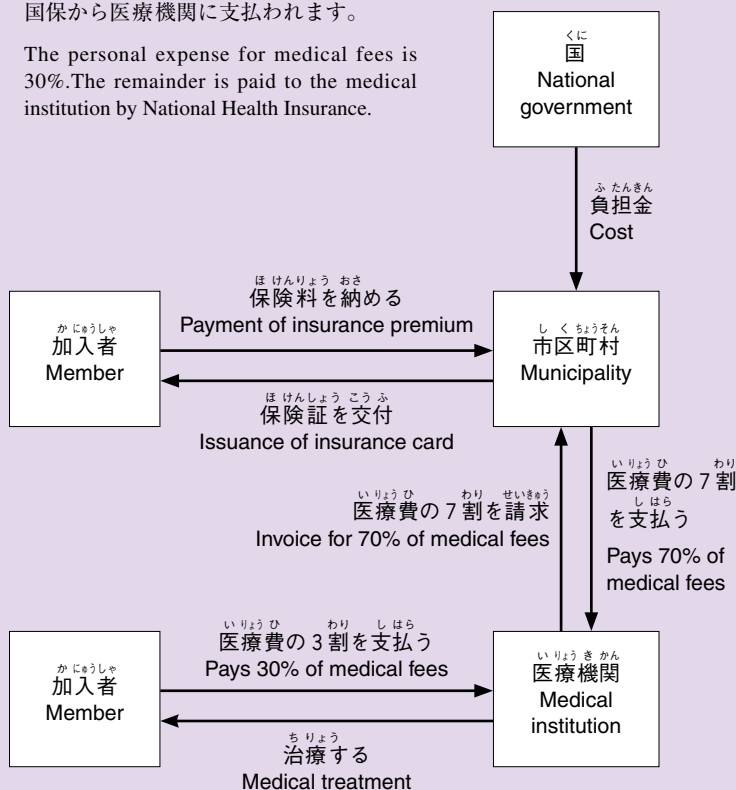 国保から医療機関に支払われます。
The personal expense for medical fees is
30%.The remainder is paid to the medical
institution by National Health Insurance.
くに
国
National
government
ふたんきん
負担金
Cost
ほけんりょう おさ
保険料を納める
Payment of insurance premium
かにゅうしゃ
加入者
Member
しくちょうそん
市区町村
Municipality
ほけんしょう こうふ
保険証を交付
Issuance of insurance card
いりょうひ わり せいきゅう
医療費の7割を請求
Invoice for 70% of medical fees
いりょうひ わり
医療費の7割
しはら
を支払う
Pays 70% of
medical fees
いりょうひ わり しはら
医療費の3割を支払う
Pays 30% of medical fees
かにゅうしゃ
加入者
Member
いりょうきかん
医療機関
Medical
institution
ちりょう
治療する
Medical treatment